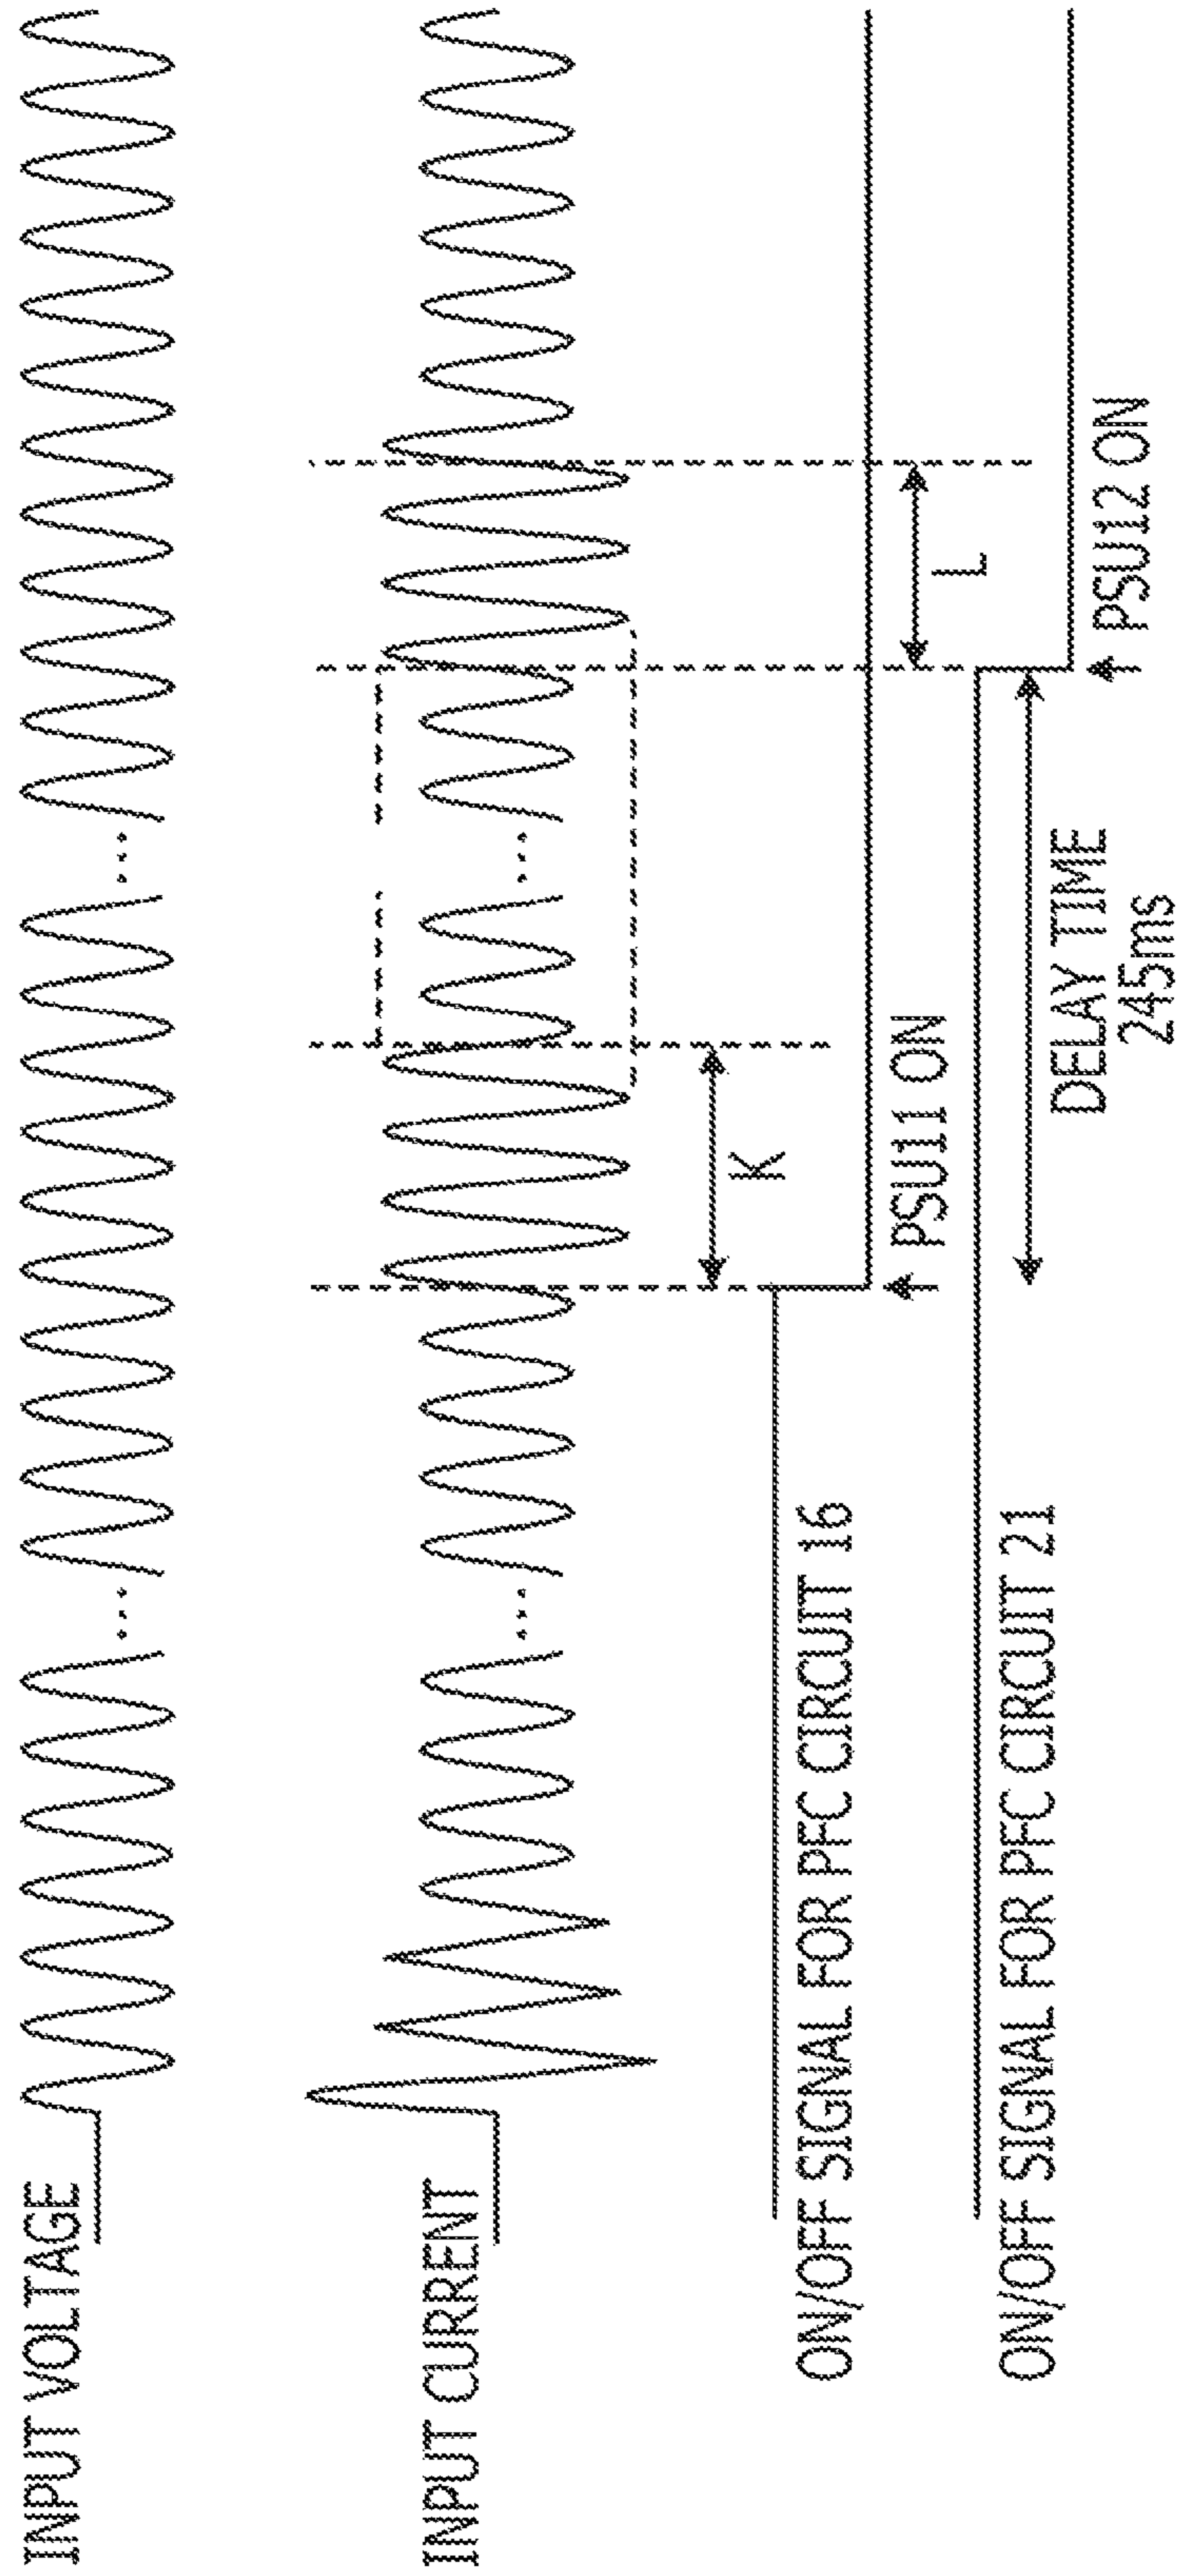 INPUT VOLTAGE
...
...
INPUT CURRENT
...
...
K
L
ON/OFF SIGNAL FOR PFC CIRCUIT 16
PSU11 ON
ON/OFF SIGNAL FOR PFC CIRCUIT 21
DELAY TIME
245ms
PSU12 ON